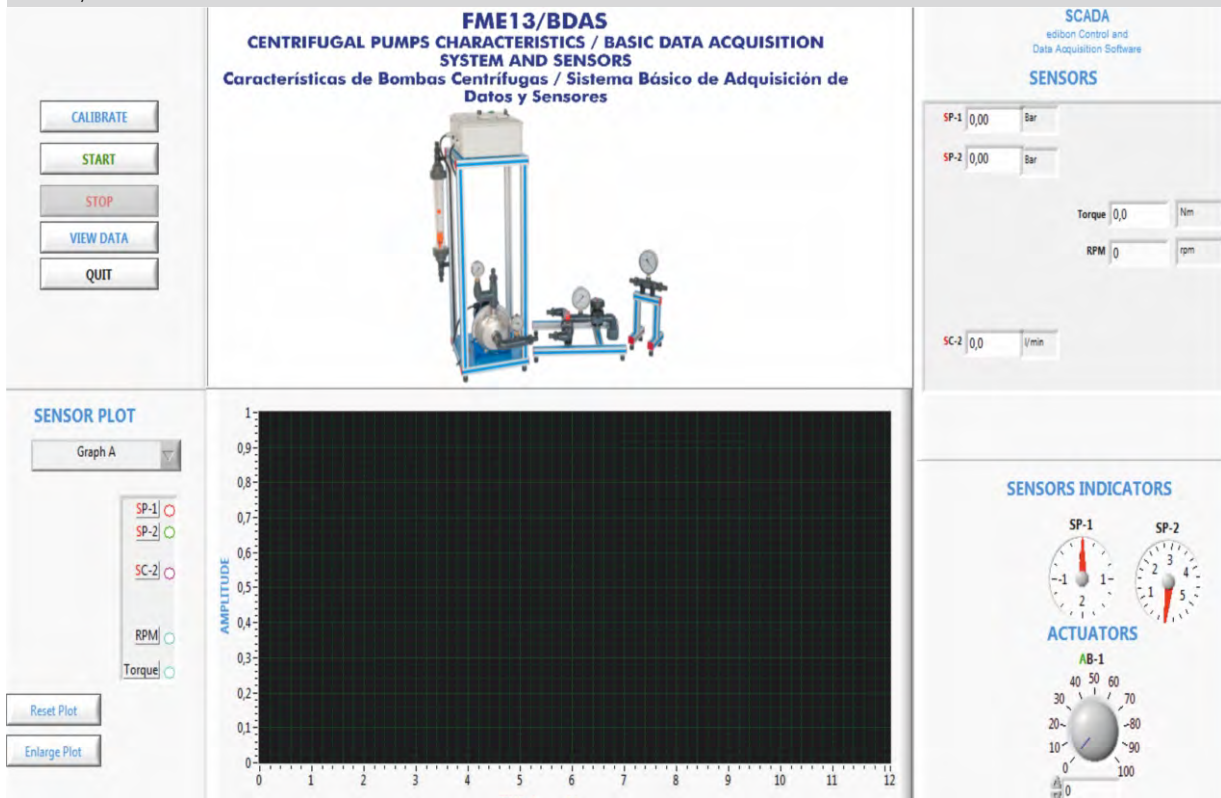 FME13/BDAS
CENTRIFUGAL PUMPS CHARACTERISTICS / BASIC DATA ACQUISITION
SYSTEM AND SENSORS
Características de Bombas Centrífugas / Sistema Básico de Adquisición de
Datos y Sensores
CALIBRATE
START
STOP
VIEW DATA
QUIT
SCADA
edibon Control and
Data Acquisition Software
SENSORS
SP-1 0,00 Bar
SP-2 0,00 Bar
Torque 0,0 Nm
RPM 0 rpm
SC-2 0,0 l/min
SENSOR PLOT
Graph A
SP-1
SP-2
SC-2
RPM
Torque
Reset Plot
Enlarge Plot
AMPLITUDE
1
0,9
0,8
0,7
0,6
0,5
0,4
0,3
0,2
0,1
0
0 1 2 3 4 5 6 7 8 9 10 11 12
SENSORS INDICATORS
SP-1
-1 1
2
SP-2
1 2 3 4 5
ACTUATORS
AB-1
0 10 20 30 40 50 60 70 80 90 100
0